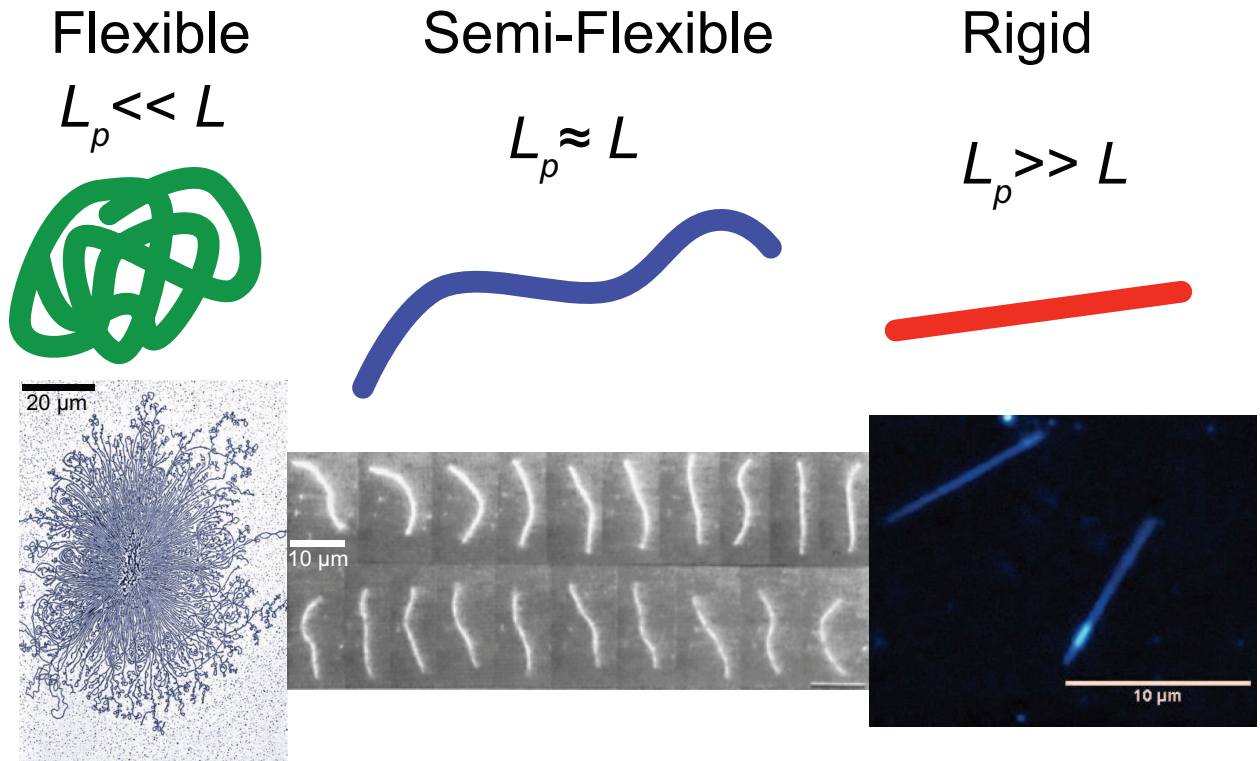 Flexible
Semi-Flexible
Rigid
Lp<< L
Lp≈ L
Lp>> L
20 µm
10 µm
10 µm